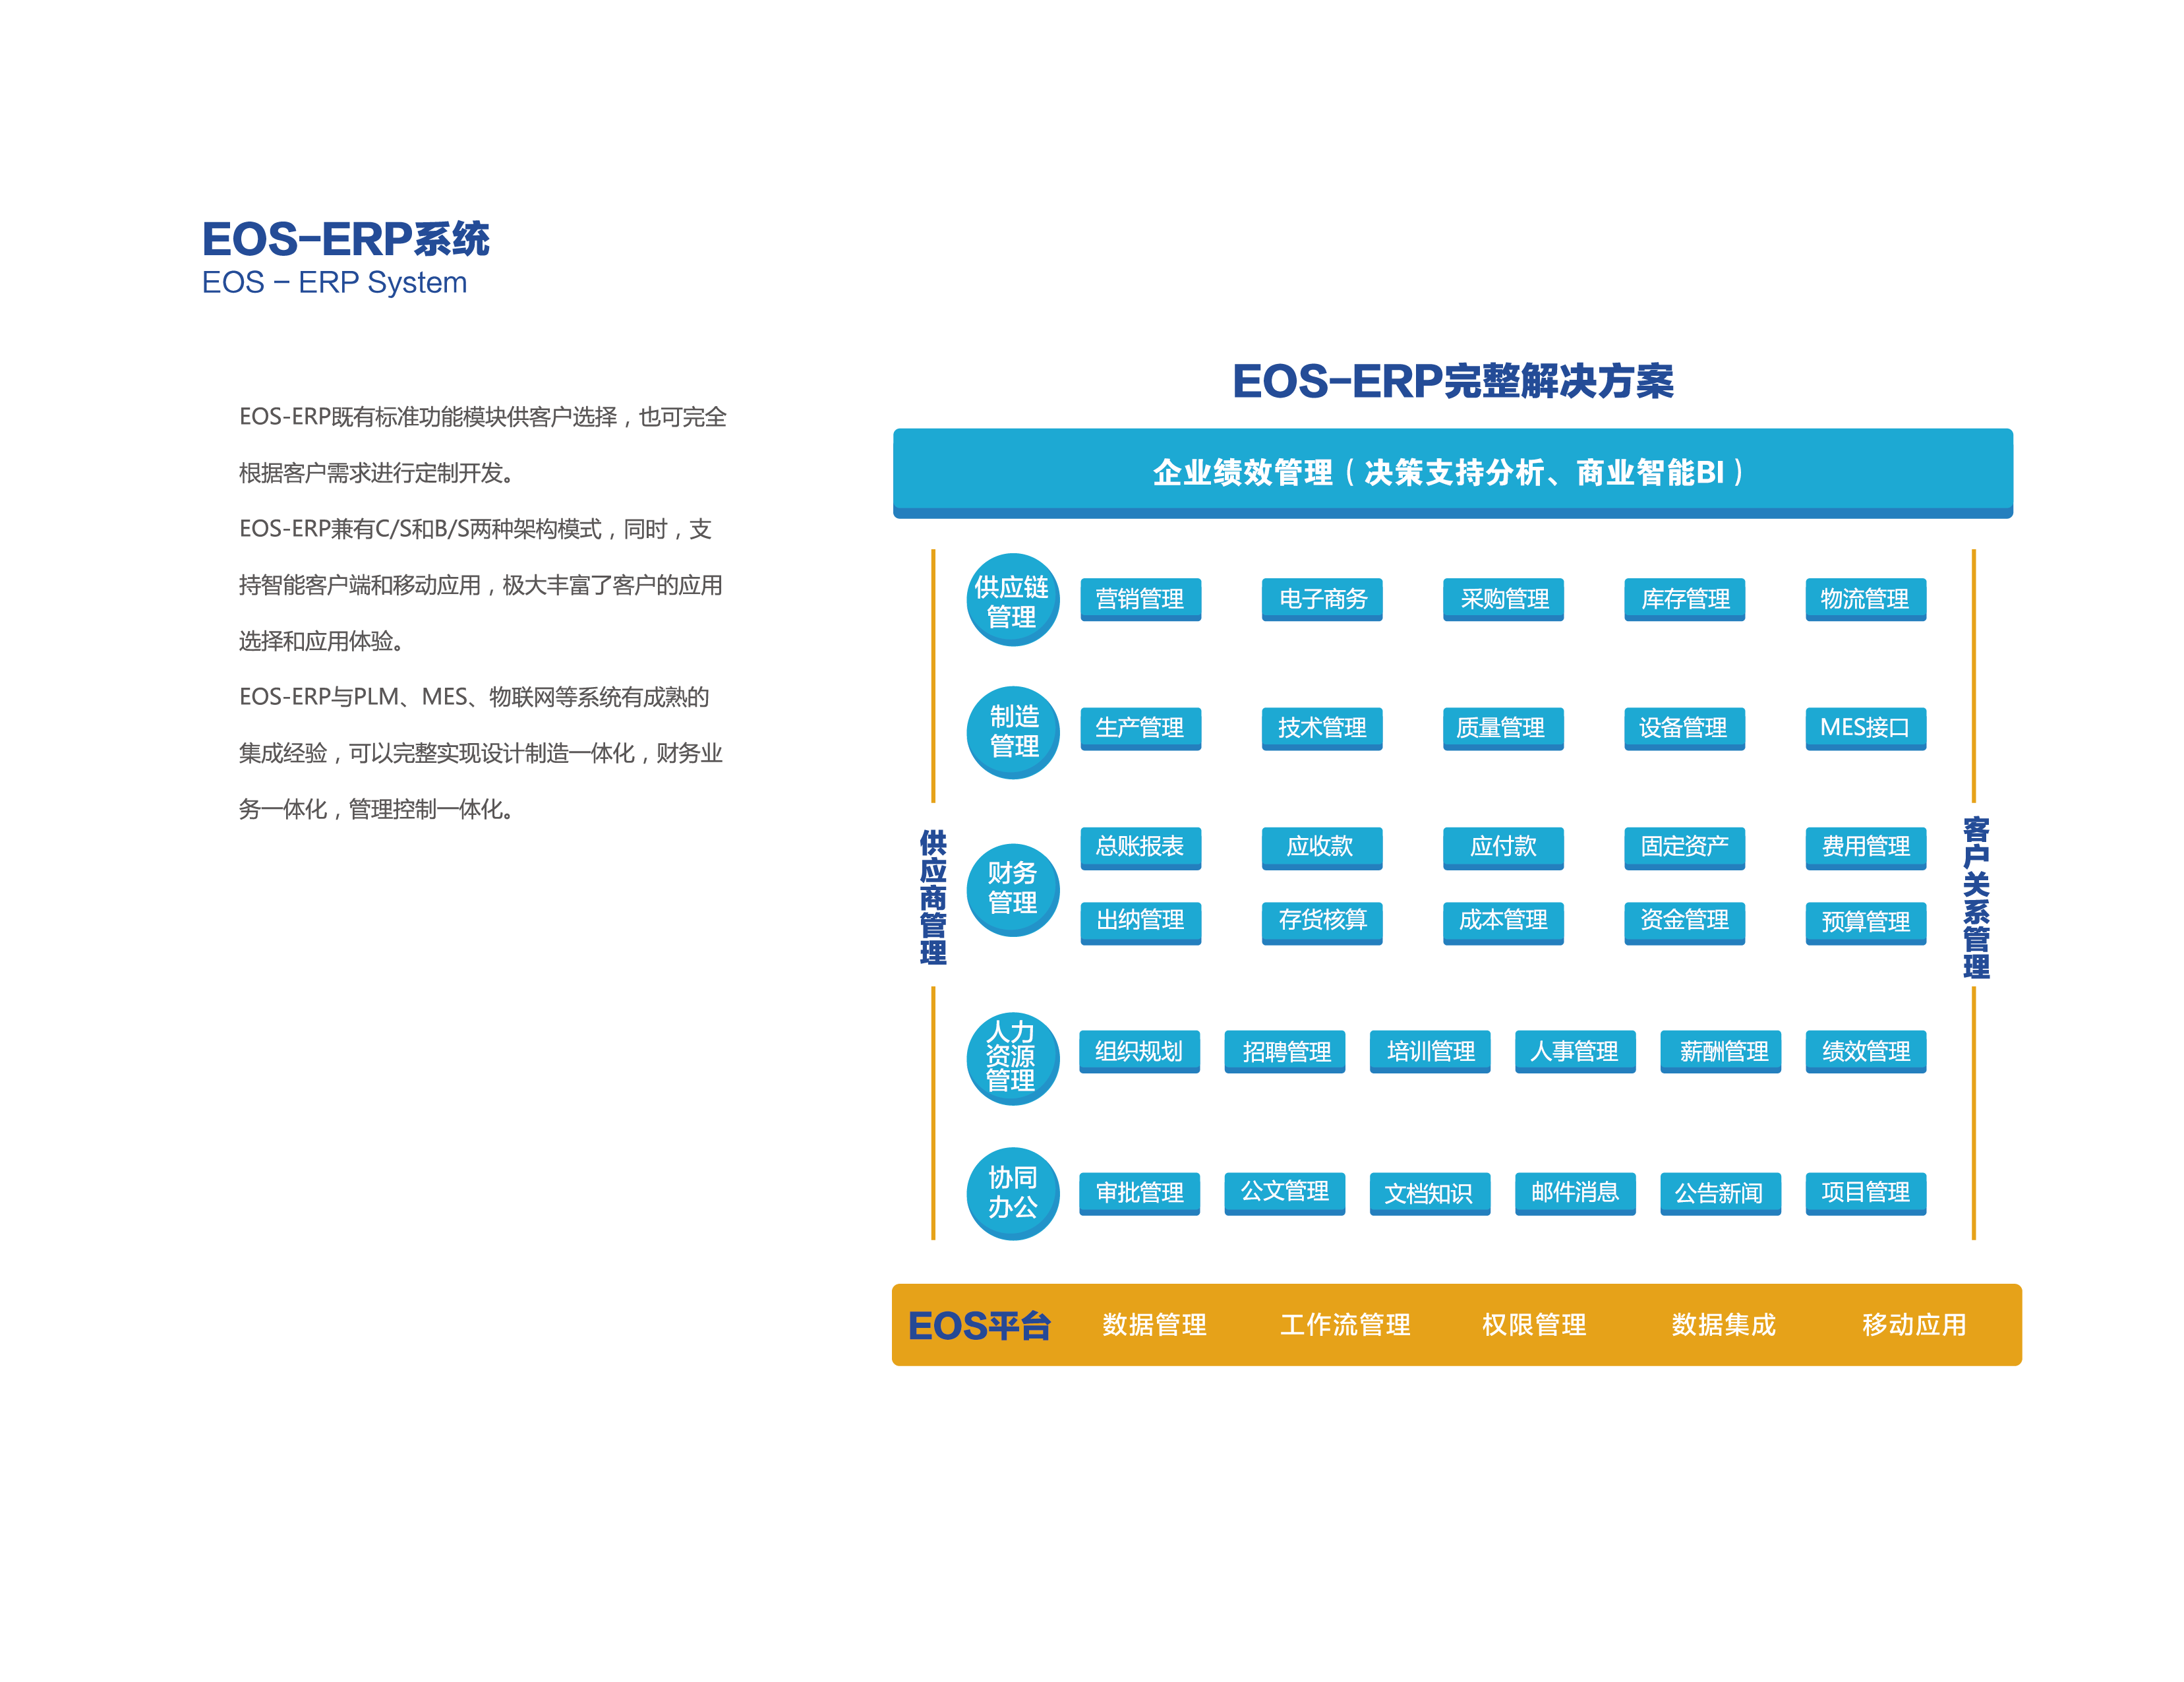 EOS-ERP系统
EOS - ERP System
EOS-ERP既有标准功能模块供客户选择，也可完全
根据客户需求进行定制开发。
EOS-ERP兼有C/S和B/S两种架构模式，同时，支
持智能客户端和移动应用，极大丰富了客户的应用
选择和应用体验。
EOS-ERP与PLM、MES、物联网等系统有成熟的
集成经验，可以完整实现设计制造一体化，财务业
务一体化，管理控制一体化。
EOS-ERP完整解决方案
企业绩效管理（决策支持分析、商业智能BI）
供应商管理
供应链
管理
营销管理 电子商务 采购管理 库存管理 物流管理
制造
管理
生产管理 技术管理 质量管理 设备管理 MES接口
财务
管理
总账报表 应收款 应付款 固定资产 费用管理
出纳管理 存货核算 成本管理 资金管理 预算管理
人力
资源
管理
组织规划 招聘管理 培训管理 人事管理 薪酬管理 绩效管理
协同
办公
审批管理 公文管理 文档知识 邮件消息 公告新闻 项目管理
客户关系管理
EOS平台 数据管理 工作流管理 权限管理 数据集成 移动应用